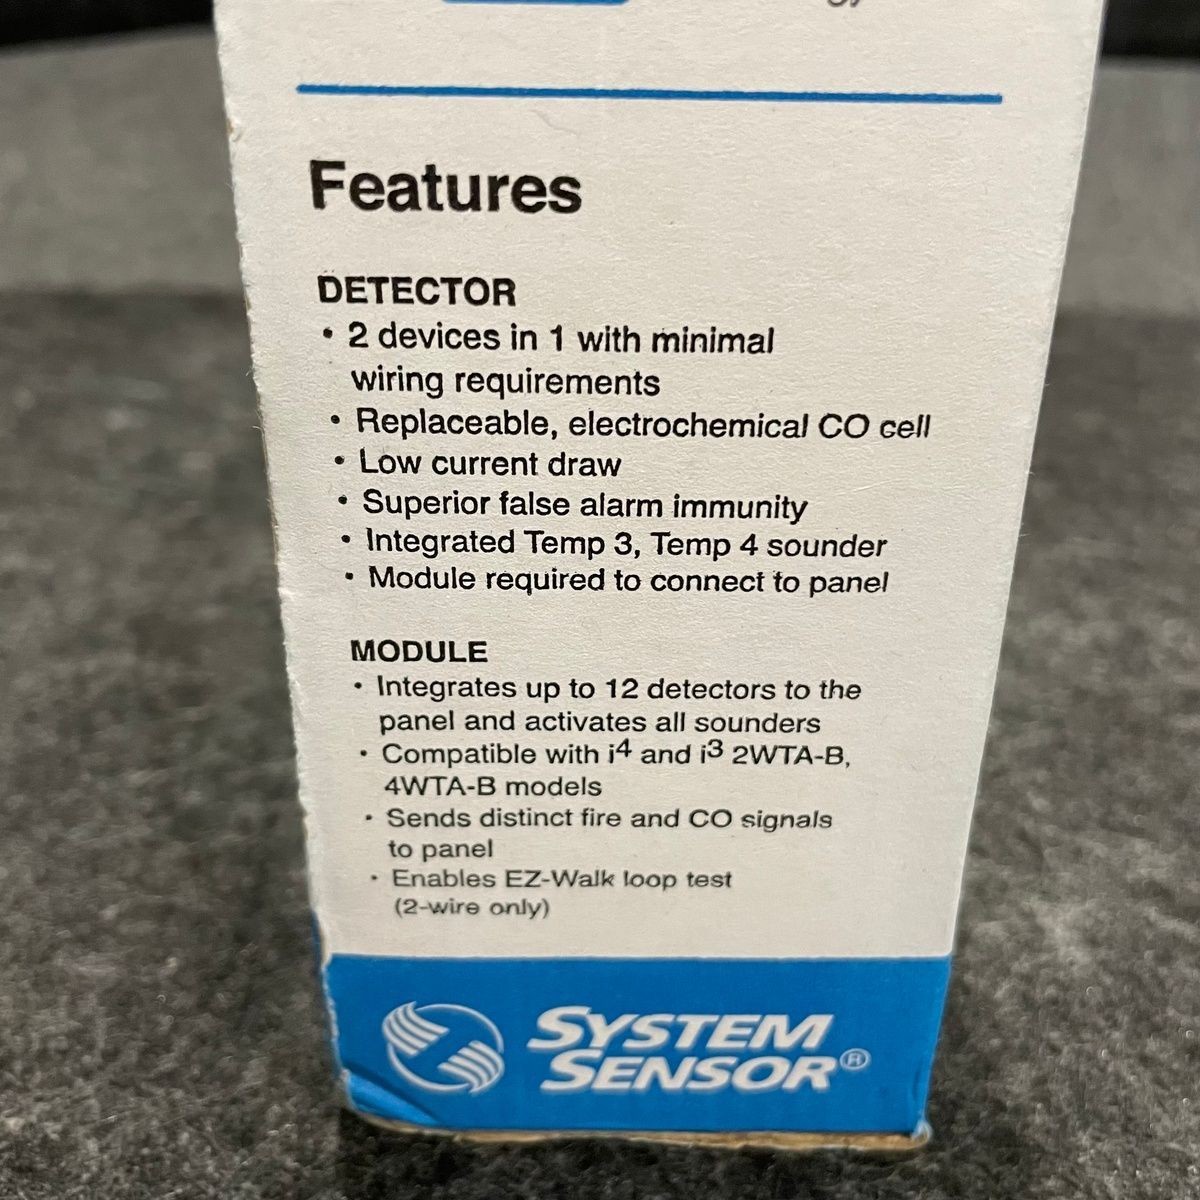 Features
DETECTOR
• 2 devices in 1 with minimal
wiring requirements
• Replaceable, electrochemical CO cell
• Low current draw
• Superior false alarm immunity
• Integrated Temp 3, Temp 4 sounder
• Module required to connect to panel
MODULE
• Integrates up to 12 detectors to the
panel and activates all sounders
• Compatible with i⁴ and i³ 2WTA-B,
4WTA-B models
• Sends distinct fire and CO signals
to panel
• Enables EZ-Walk loop test
(2-wire only)
SYSTEM
SENSOR®